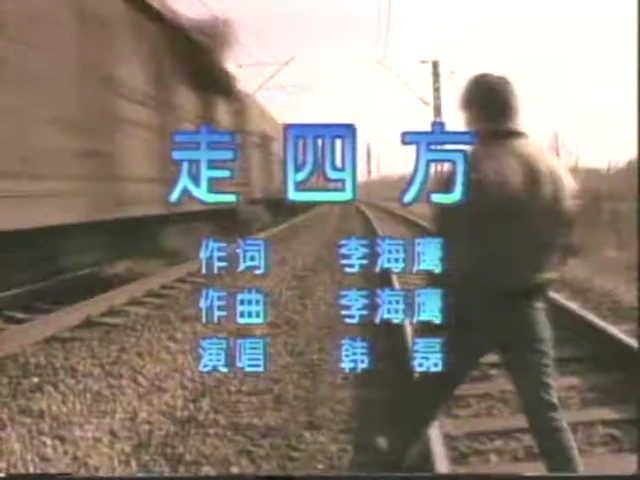 走四方
作词 李海鹰
作曲 李海鹰
演唱 韩磊